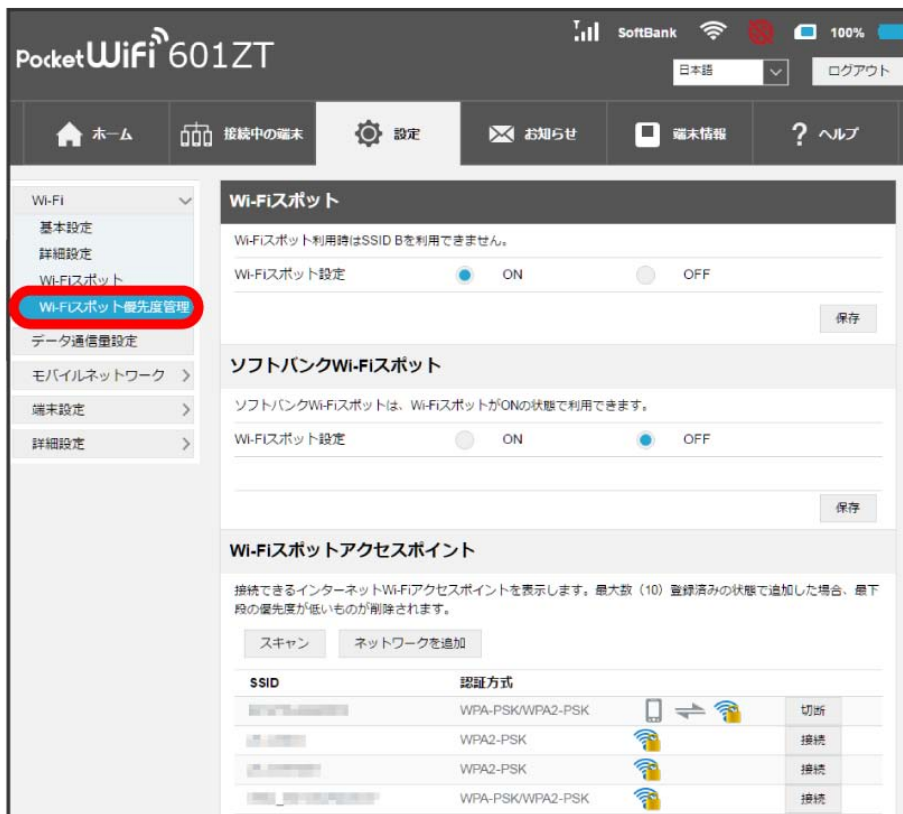 Pocket WiFi 601ZT
SoftBank 100%
日本語 ログアウト
ホーム 接続中の端末 設定 お知らせ 端末情報 ? ヘルプ
Wi-Fi
基本設定
詳細設定
Wi-Fiスポット
Wi-Fiスポット優先度管理
データ通信量設定
モバイルネットワーク
端末設定
詳細設定
Wi-Fiスポット
Wi-Fiスポット利用時はSSID Bを利用できません。
Wi-Fiスポット設定 ON OFF
保存
ソフトバンクWi-Fiスポット
ソフトバンクWi-Fiスポットは、Wi-FiスポットがONの状態で利用できます。
Wi-Fiスポット設定 ON OFF
保存
Wi-Fiスポットアクセスポイント
接続できるインターネットWi-Fiアクセスポイントを表示します。最大数（10）登録済みの状態で追加した場合、最下
段の優先度が低いものが削除されます。
スキャン ネットワークを追加
SSID 認証方式
WPA-PSK/WPA2-PSK 切断
WPA2-PSK 接続
WPA2-PSK 接続
WPA-PSK/WPA2-PSK 接続